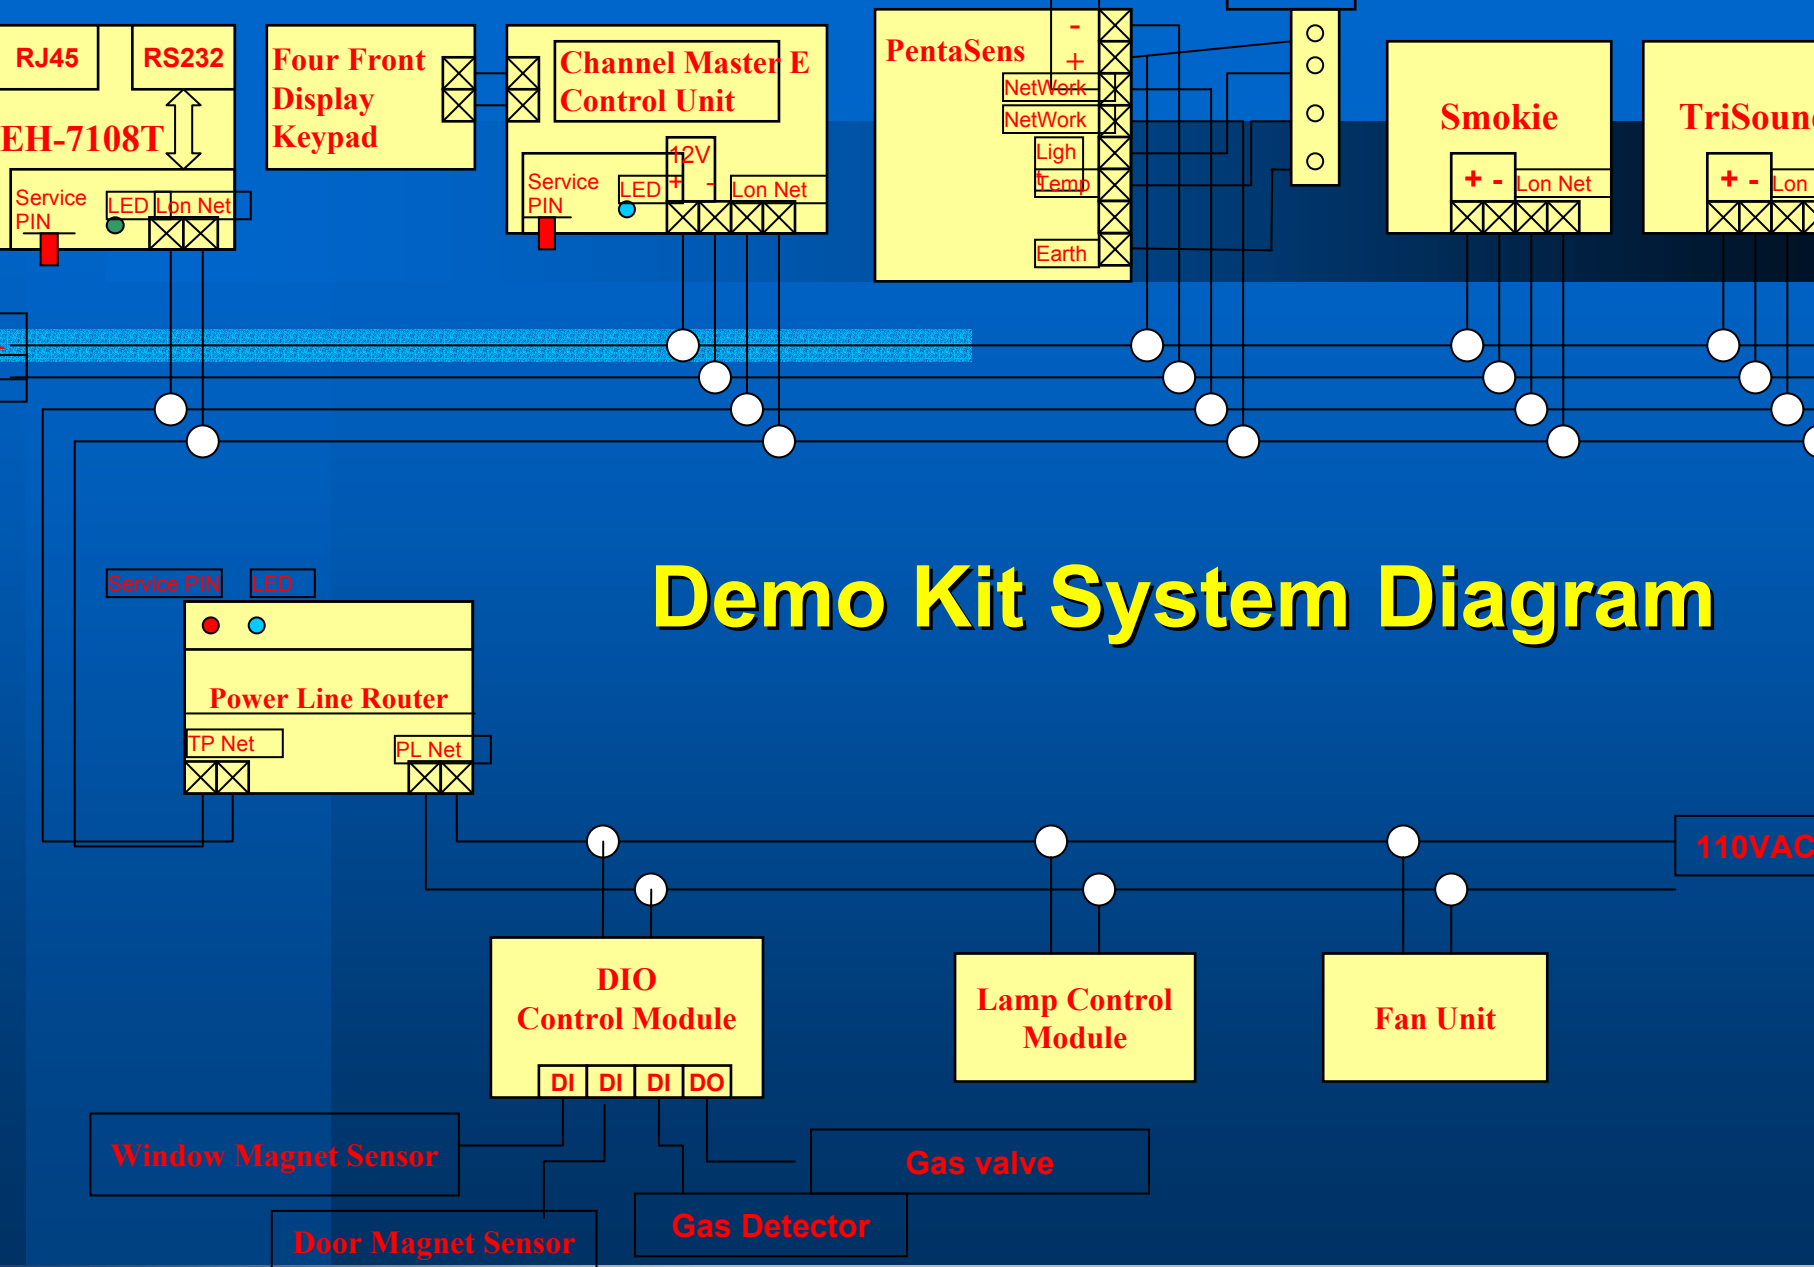 RJ45
RS232
EH-7108T
Service
PIN
LED
Lon Net
Four Front
Display
Keypad
Channel Master E
Control Unit
12V
+ -
Service
PIN
LED
Lon Net
PentaSens
-
+
NetWork
NetWork
Ligh
t
Temp
Earth
Smokie
+ -
Lon Net
TriSoun
+ -
Lon
-
Demo Kit System Diagram
Service PIN
LED
Power Line Router
TP Net
PL Net
110VAC
DIO
Control Module
DI
DI
DI
DO
Lamp Control
Module
Fan Unit
Window Magnet Sensor
Gas valve
Gas Detector
Door Magnet Sensor